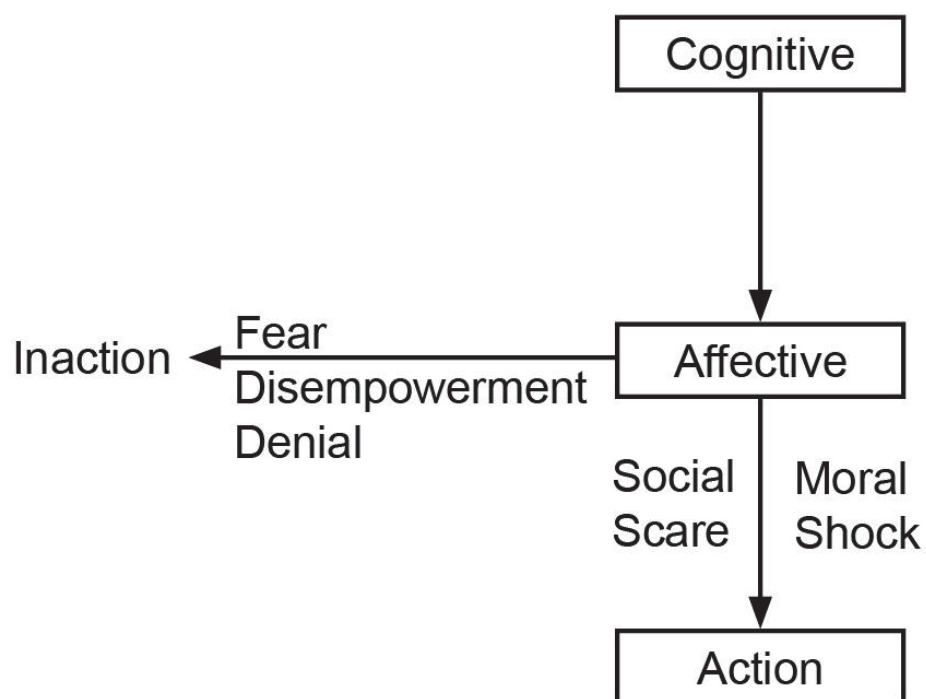 Cognitive
Inaction
Fear
Disempowerment
Denial
Affective
Social
Scare
Moral
Shock
Action